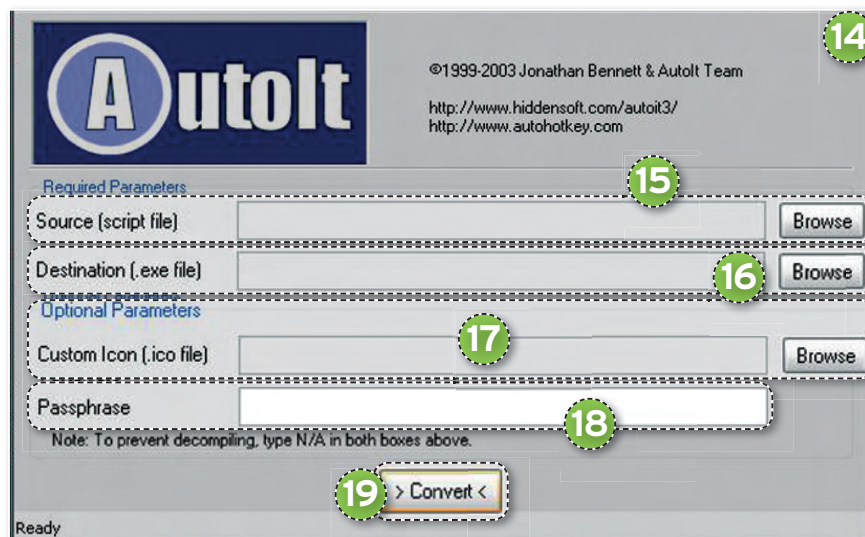 14
AutoIt
©1999-2003 Jonathan Bennett & AutoIt Team
http://www.hiddensoft.com/autoit3/
http://www.autohotkey.com
Required Parameters
15
Source (script file)
Browse
Destination (.exe file)
16
Browse
Optional Parameters
17
Custom Icon (.ico file)
Browse
Passphrase
18
Note: To prevent decompiling, type N/A in both boxes above.
19
> Convert <
Ready